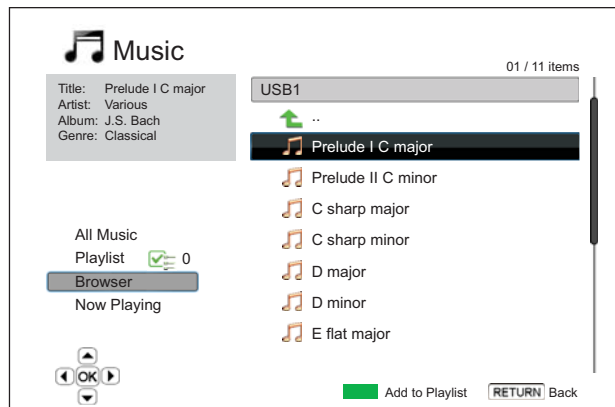 Music
01 / 11 items
Title: Prelude I C major
Artist: Various
Album: J.S. Bach
Genre: Classical
USB1
..
Prelude I C major
Prelude II C minor
C sharp major
C sharp minor
D major
D minor
E flat major
All Music
Playlist 0
Browser
Now Playing
OK
Add to Playlist RETURN Back